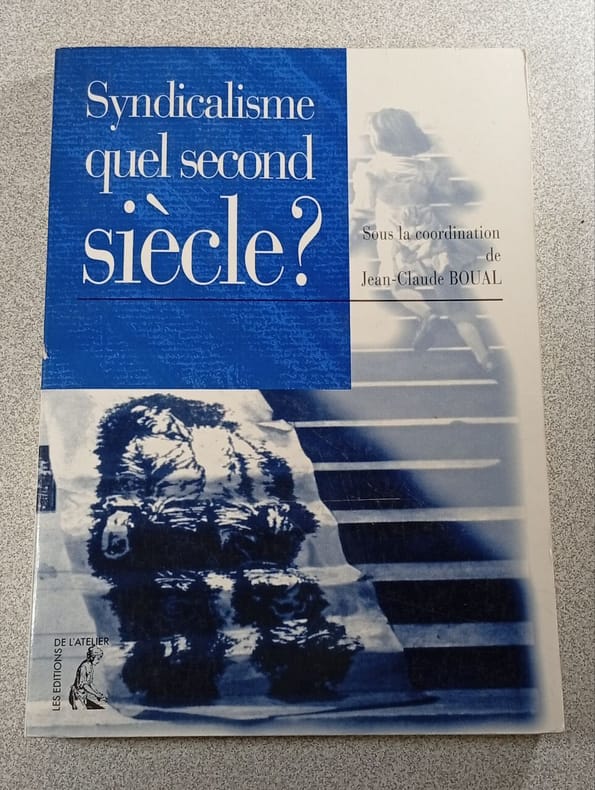 Syndicalisme
quel second
siècle?
Sous la coordination
de
Jean-Claude BOUAL
LES EDITIONS DE L'ATELIER